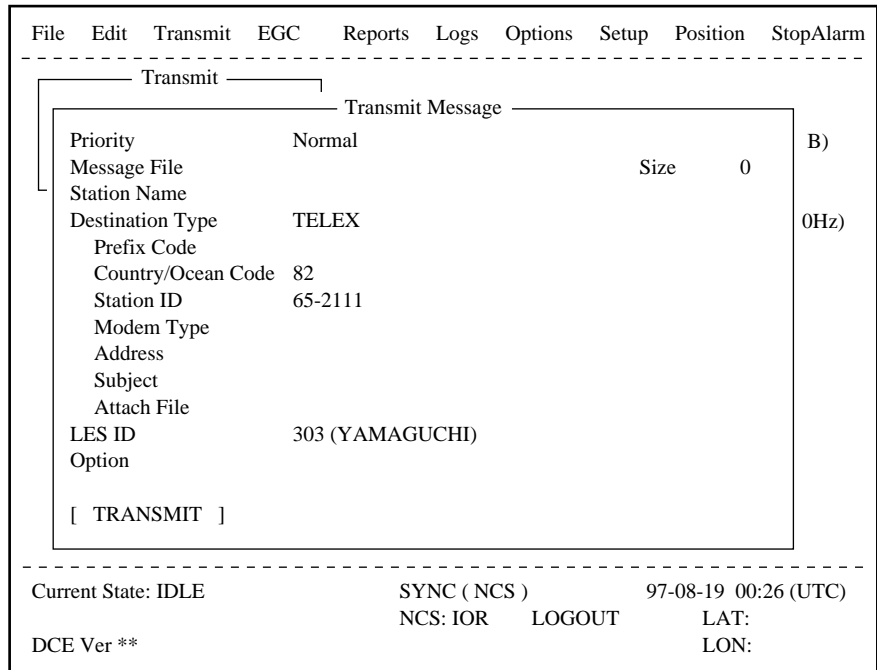 File Edit Transmit EGC Reports Logs Options Setup Position StopAlarm
Transmit
Transmit Message
Priority Normal B)
Message File Size 0
Station Name
Destination Type TELEX 0Hz)
Prefix Code
Country/Ocean Code 82
Station ID 65-2111
Modem Type
Address
Subject
Attach File
LES ID 303 (YAMAGUCHI)
Option
[ TRANSMIT ]
Current State: IDLE SYNC ( NCS ) 97-08-19 00:26 (UTC)
NCS: IOR LOGOUT LAT:
DCE Ver ** LON: